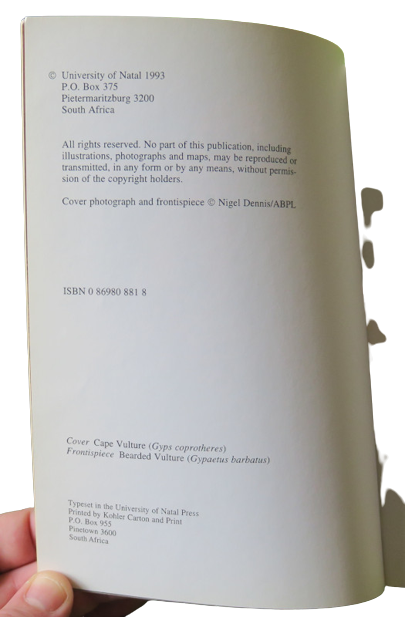 © University of Natal 1993
P.O. Box 375
Pietermaritzburg 3200
South Africa
All rights reserved. No part of this publication, including
illustrations, photographs and maps, may be reproduced or
transmitted, in any form or by any means, without permis-
sion of the copyright holders.
Cover photograph and frontispiece © Nigel Dennis/ABPL
ISBN 0 86980 881 8
Cover Cape Vulture (Gyps coprotheres)
Frontispiece Bearded Vulture (Gypaetus barbatus)
Typeset in the University of Natal Press
Printed by Kohler Carton and Print
P.O. Box 955
Pinetown 3600
South Africa